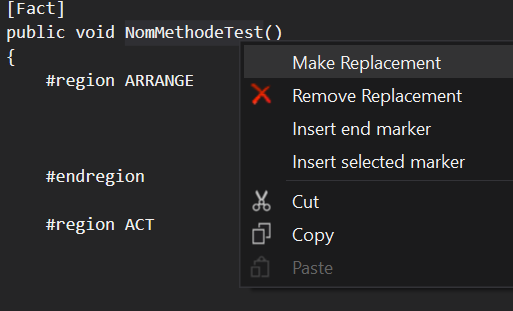 [Fact]
public void NomMethodeTest()
{
#region ARRANGE
#endregion
#region ACT
Make Replacement
Remove Replacement
Insert end marker
Insert selected marker
Cut
Copy
Paste